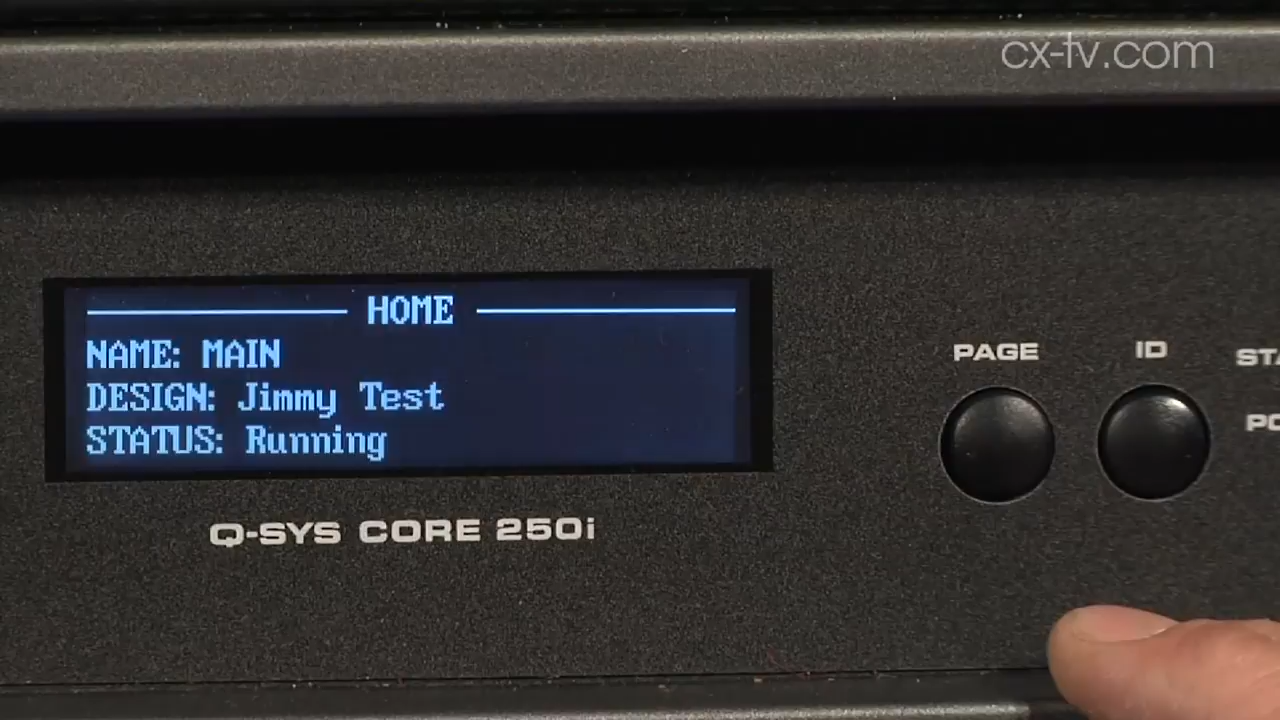 cx-tv.com
HOME
NAME: MAIN
DESIGN: Jimmy Test
STATUS: Running
PAGE
ID
Q-SYS CORE 250i